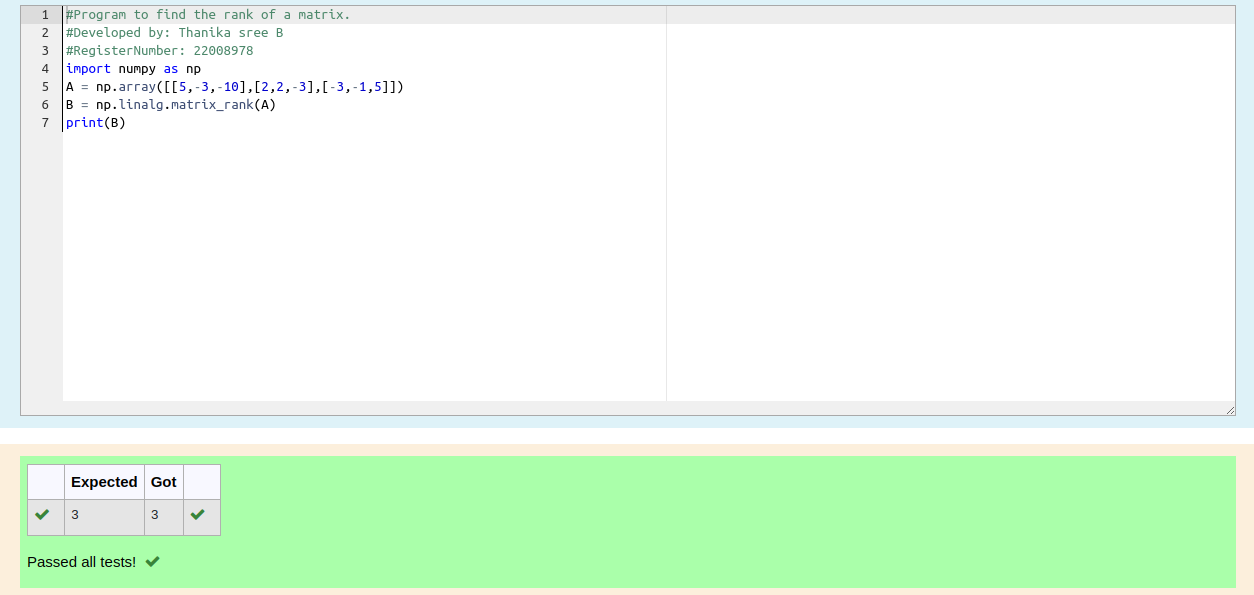 1 #Program to find the rank of a matrix.
2 #Developed by: Thanika sree B
3 #RegisterNumber: 22008978
4 import numpy as np
5 A = np.array([[5,-3,-10],[2,2,-3],[-3,-1,5]])
6 B = np.linalg.matrix_rank(A)
7 print(B)
Expected Got
3 3
Passed all tests!